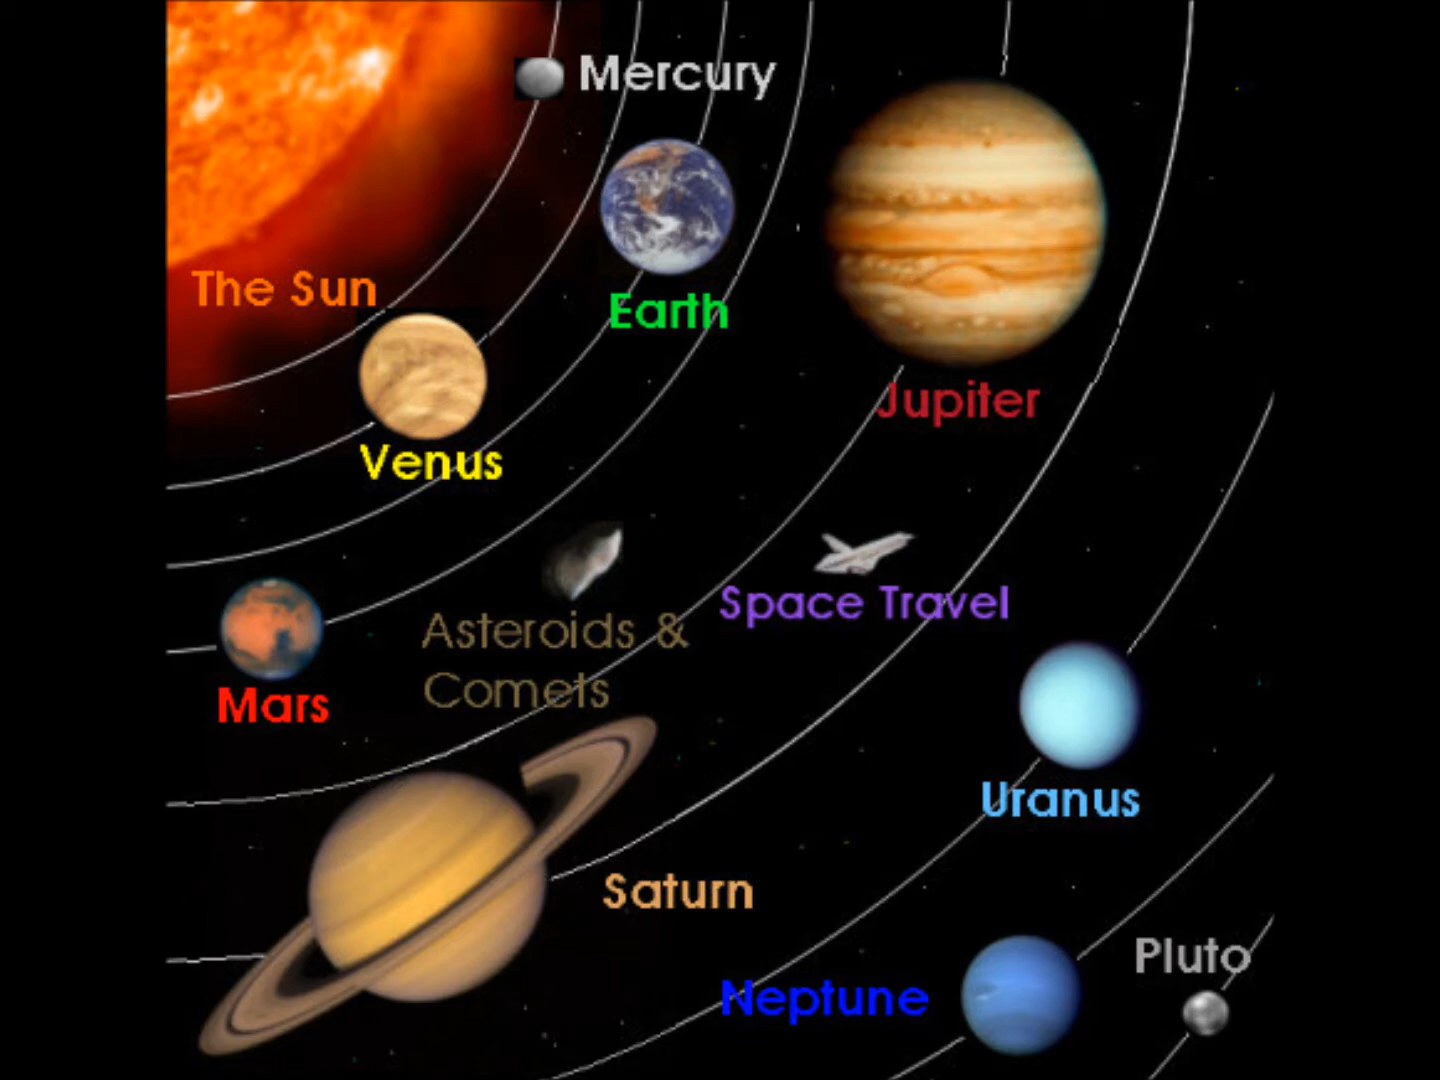 Mercury
The Sun
Earth
Jupiter
Venus
Space Travel
Asteroids &
Comets
Mars
Uranus
Saturn
Pluto
Neptune